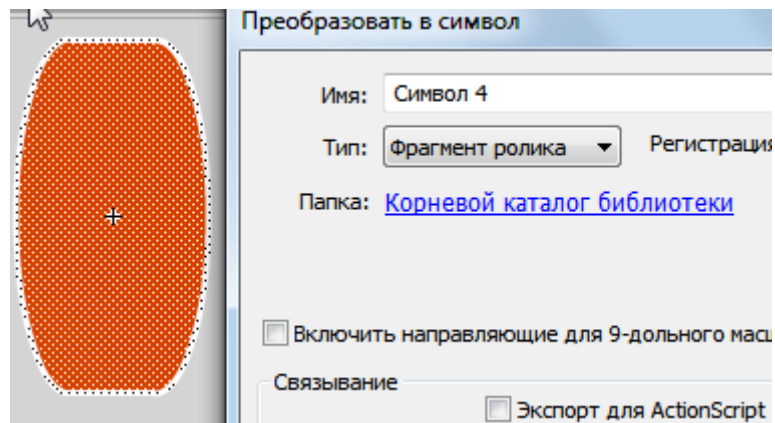 Преобразовать в символ
Имя: Символ 4
Тип: Фрагмент ролика Регистрация
Папка: Корневой каталог библиотеки
Включить направляющие для 9-дольного
Связывание
Экспорт для ActionScript